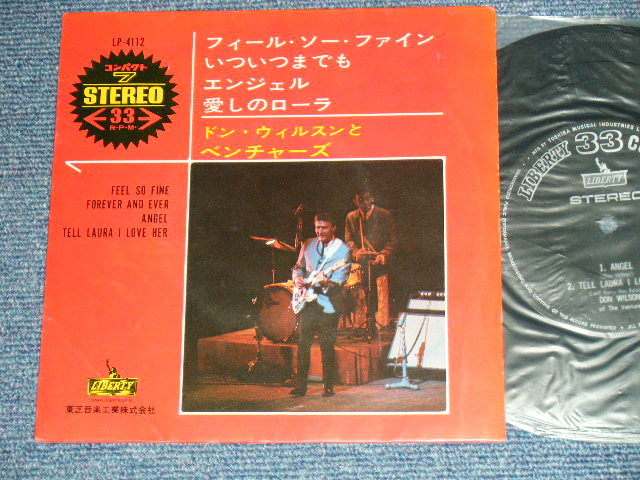 LP-4112
コンパクト
7
STEREO
33
R・P・M・
フィール・ソー・ファイン
いついつまでも
エンジェル
愛しのローラ
ドン・ウィルスンと
ベンチャーズ
FEEL SO FINE
FOREVER AND EVER
ANGEL
TELL LAURA I LOVE HER
LIBERTY
東芝音楽工業株式会社
LIBERTY 33
LIBERTY
STEREO
1. ANGEL
2. TELL LAURA I L
DON WILSON
of The Ventures